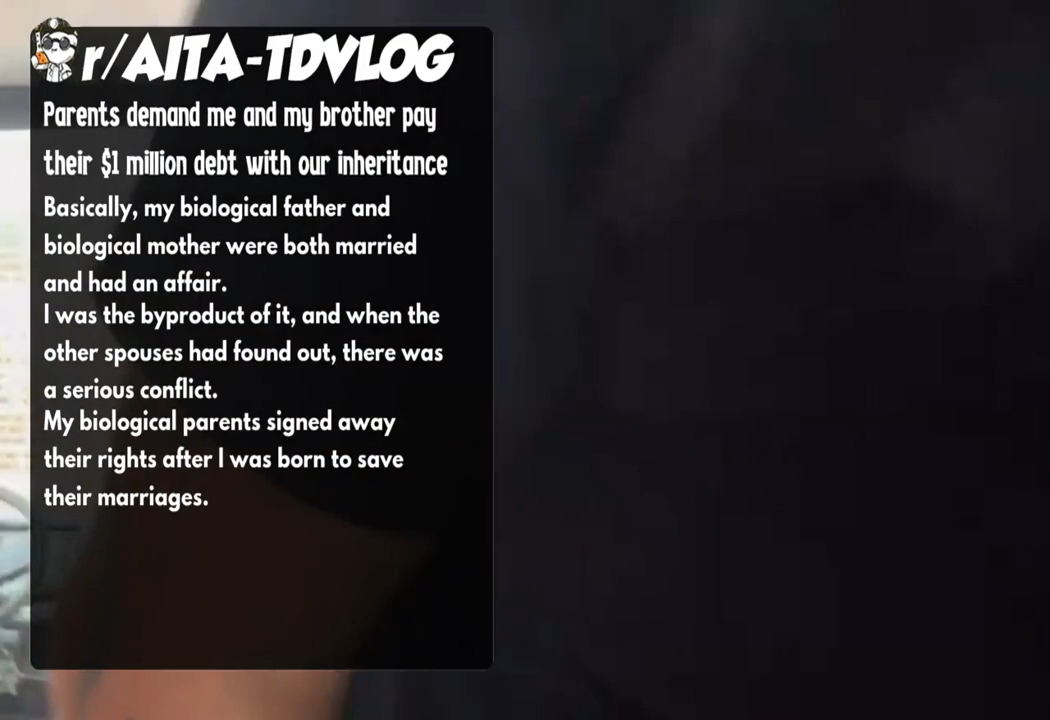 r/AITA-TDVLOG
Parents demand me and my brother pay
their $1 million debt with our inheritance
Basically, my biological father and
biological mother were both married
and had an affair.
I was the byproduct of it, and when the
other spouses had found out, there was
a serious conflict.
My biological parents signed away
their rights after I was born to save
their marriages.